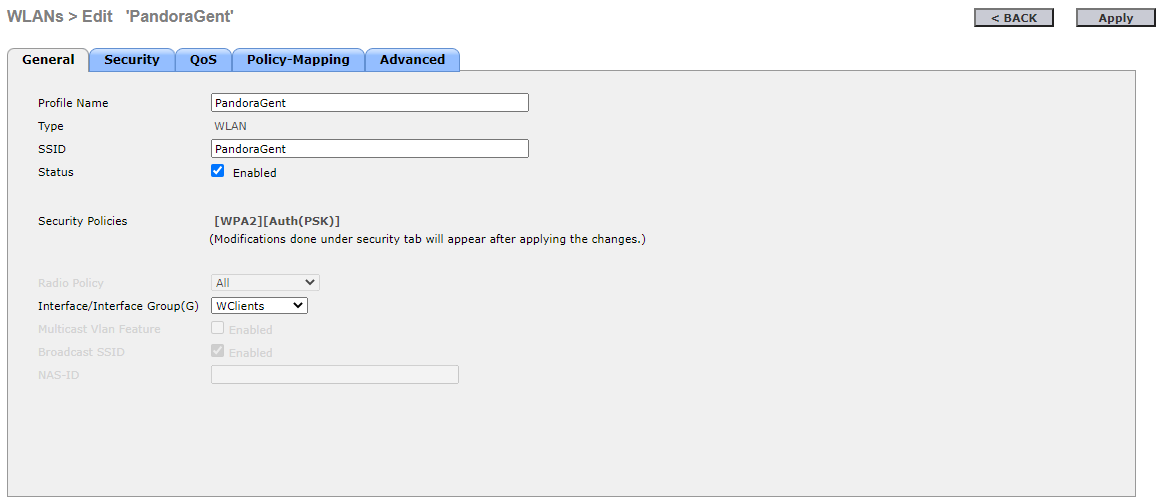 WLANs > Edit 'PandoraGent'
< BACK
Apply
General Security QoS Policy-Mapping Advanced
Profile Name PandoraGent
Type WLAN
SSID PandoraGent
Status Enabled
Security Policies [WPA2][Auth(PSK)]
(Modifications done under security tab will appear after applying the changes.)
Radio Policy All
Interface/Interface Group(G) WClients
Multicast Vlan Feature Enabled
Broadcast SSID Enabled
NAS-ID